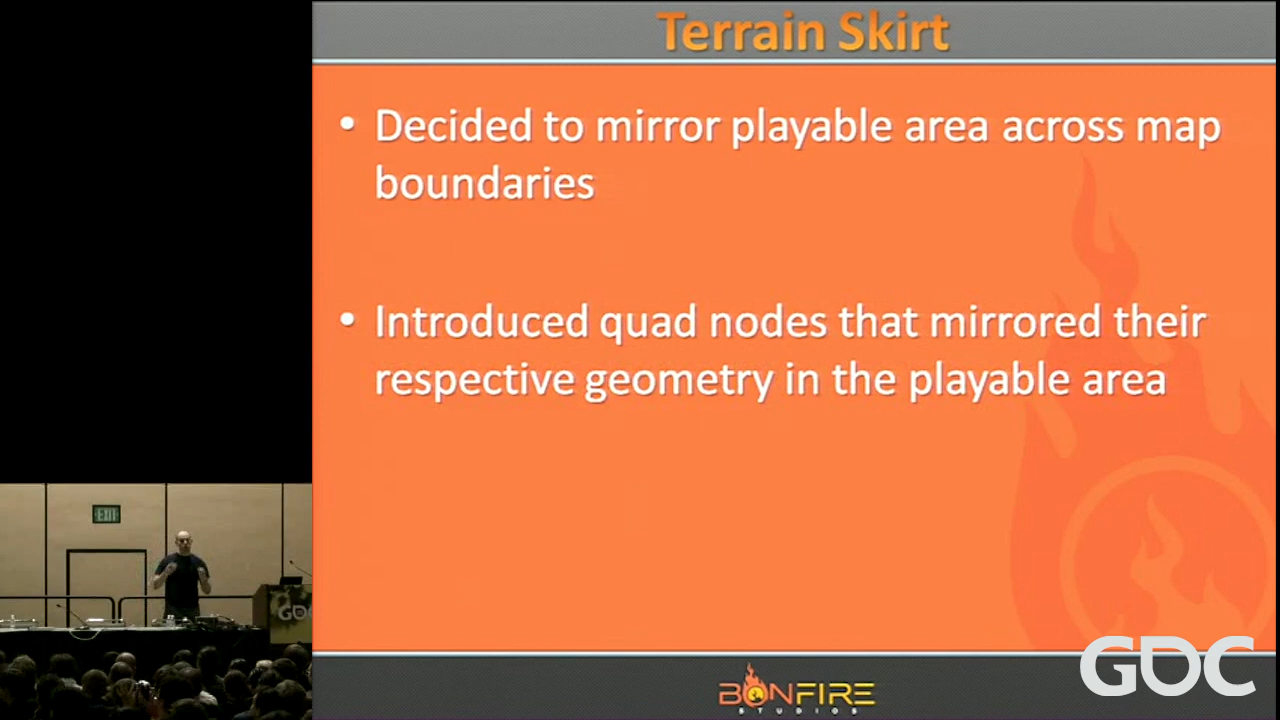 Terrain Skirt
• Decided to mirror playable area across map
boundaries
• Introduced quad nodes that mirrored their
respective geometry in the playable area
EXIT
GDC
BONFIRE
STUDIOS
GDC